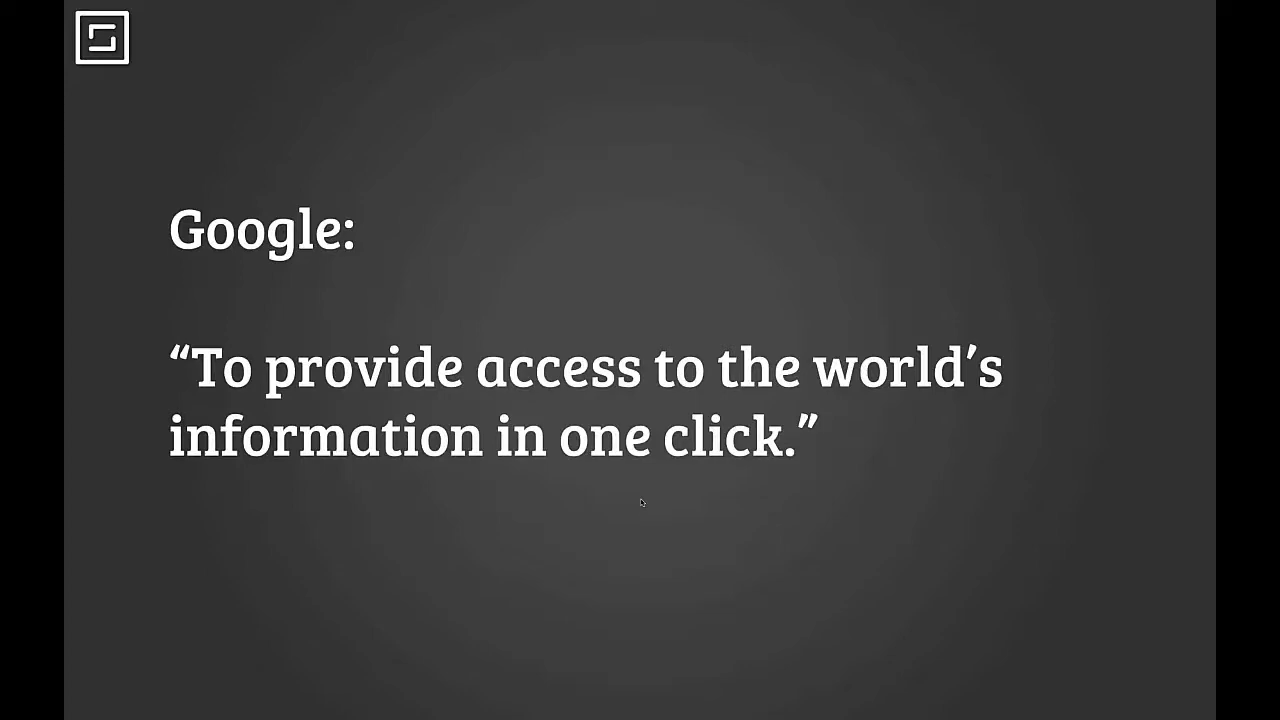 Google:
“To provide access to the world's
information in one click.”